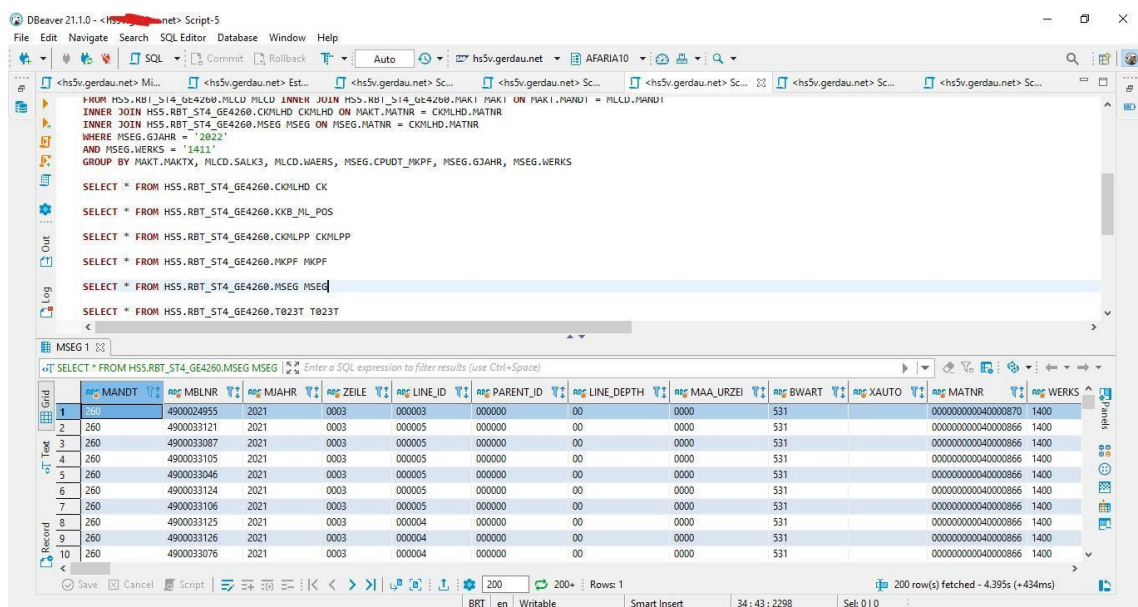 DBeaver 21.1.0 - <hs5v.gerdau.net> Script-5
File Edit Navigate Search SQL Editor Database Window Help
SQL Commit Rollback T Auto hs5v.gerdau.net AFARIA10
<hs5v.gerdau.net> Mi... <hs5v.gerdau.net> Est... <hs5v.gerdau.net> Sc... <hs5v.gerdau.net> Sc... <hs5v.gerdau.net> Sc... <hs5v.gerdau.net> Sc...
FROM HS5.RBT_ST4_GE4260.MLCD MLCD INNER JOIN HS5.RBT_ST4_GE4260.MAKT MAKT ON MAKT.MANDT = MLCD.MANDT
INNER JOIN HS5.RBT_ST4_GE4260.CKMLHD CKMLHD ON MAKT.MATNR = CKMLHD.MATNR
INNER JOIN HS5.RBT_ST4_GE4260.MSEG MSEG ON MSEG.MATNR = CKMLHD.MATNR
WHERE MSEG.GJAHR = '2022'
AND MSEG.WERKS = '1411'
GROUP BY MAKT.MAKTX, MLCD.SALK3, MLCD.WAERS, MSEG.CPUDT_MKPF, MSEG.GJAHR, MSEG.WERKS
SELECT * FROM HS5.RBT_ST4_GE4260.CKMLHD CK
SELECT * FROM HS5.RBT_ST4_GE4260.KKB_ML_POS
SELECT * FROM HS5.RBT_ST4_GE4260.CKMLPP CKMLPP
SELECT * FROM HS5.RBT_ST4_GE4260.MKPF MKPF
SELECT * FROM HS5.RBT_ST4_GE4260.MSEG MSEG
SELECT * FROM HS5.RBT_ST4_GE4260.T023T T023T
Out
Log
MSEG 1
SELECT * FROM HS5.RBT_ST4_GE4260.MSEG MSEG Enter a SQL expression to filter results (use Ctrl+Space)
Grid
Text
Record
Panels
MANDT MBLNR MJAHR ZEILE LINE_ID PARENT_ID LINE_DEPTH MAA_URZEI BWART XAUTO MATNR WERKS
1 260 4900024955 2021 0003 000003 000000 00 0000 531 000000000040000870 1400
2 260 4900033121 2021 0003 000005 000000 00 0000 531 000000000040000866 1400
3 260 4900033087 2021 0003 000005 000000 00 0000 531 000000000040000866 1400
4 260 4900033105 2021 0003 000005 000000 00 0000 531 000000000040000866 1400
5 260 4900033046 2021 0003 000005 000000 00 0000 531 000000000040000866 1400
6 260 4900033124 2021 0003 000005 000000 00 0000 531 000000000040000866 1400
7 260 4900033106 2021 0003 000005 000000 00 0000 531 000000000040000866 1400
8 260 4900033125 2021 0003 000004 000000 00 0000 531 000000000040000866 1400
9 260 4900033126 2021 0003 000004 000000 00 0000 531 000000000040000866 1400
10 260 4900033076 2021 0003 000004 000000 00 0000 531 000000000040000866 1400
Save Cancel Script 200 200+ Rows: 1 200 row(s) fetched - 4.395s (+434ms)
BRT en Writable Smart Insert 34 : 43 : 2298 Sel: 0 | 0